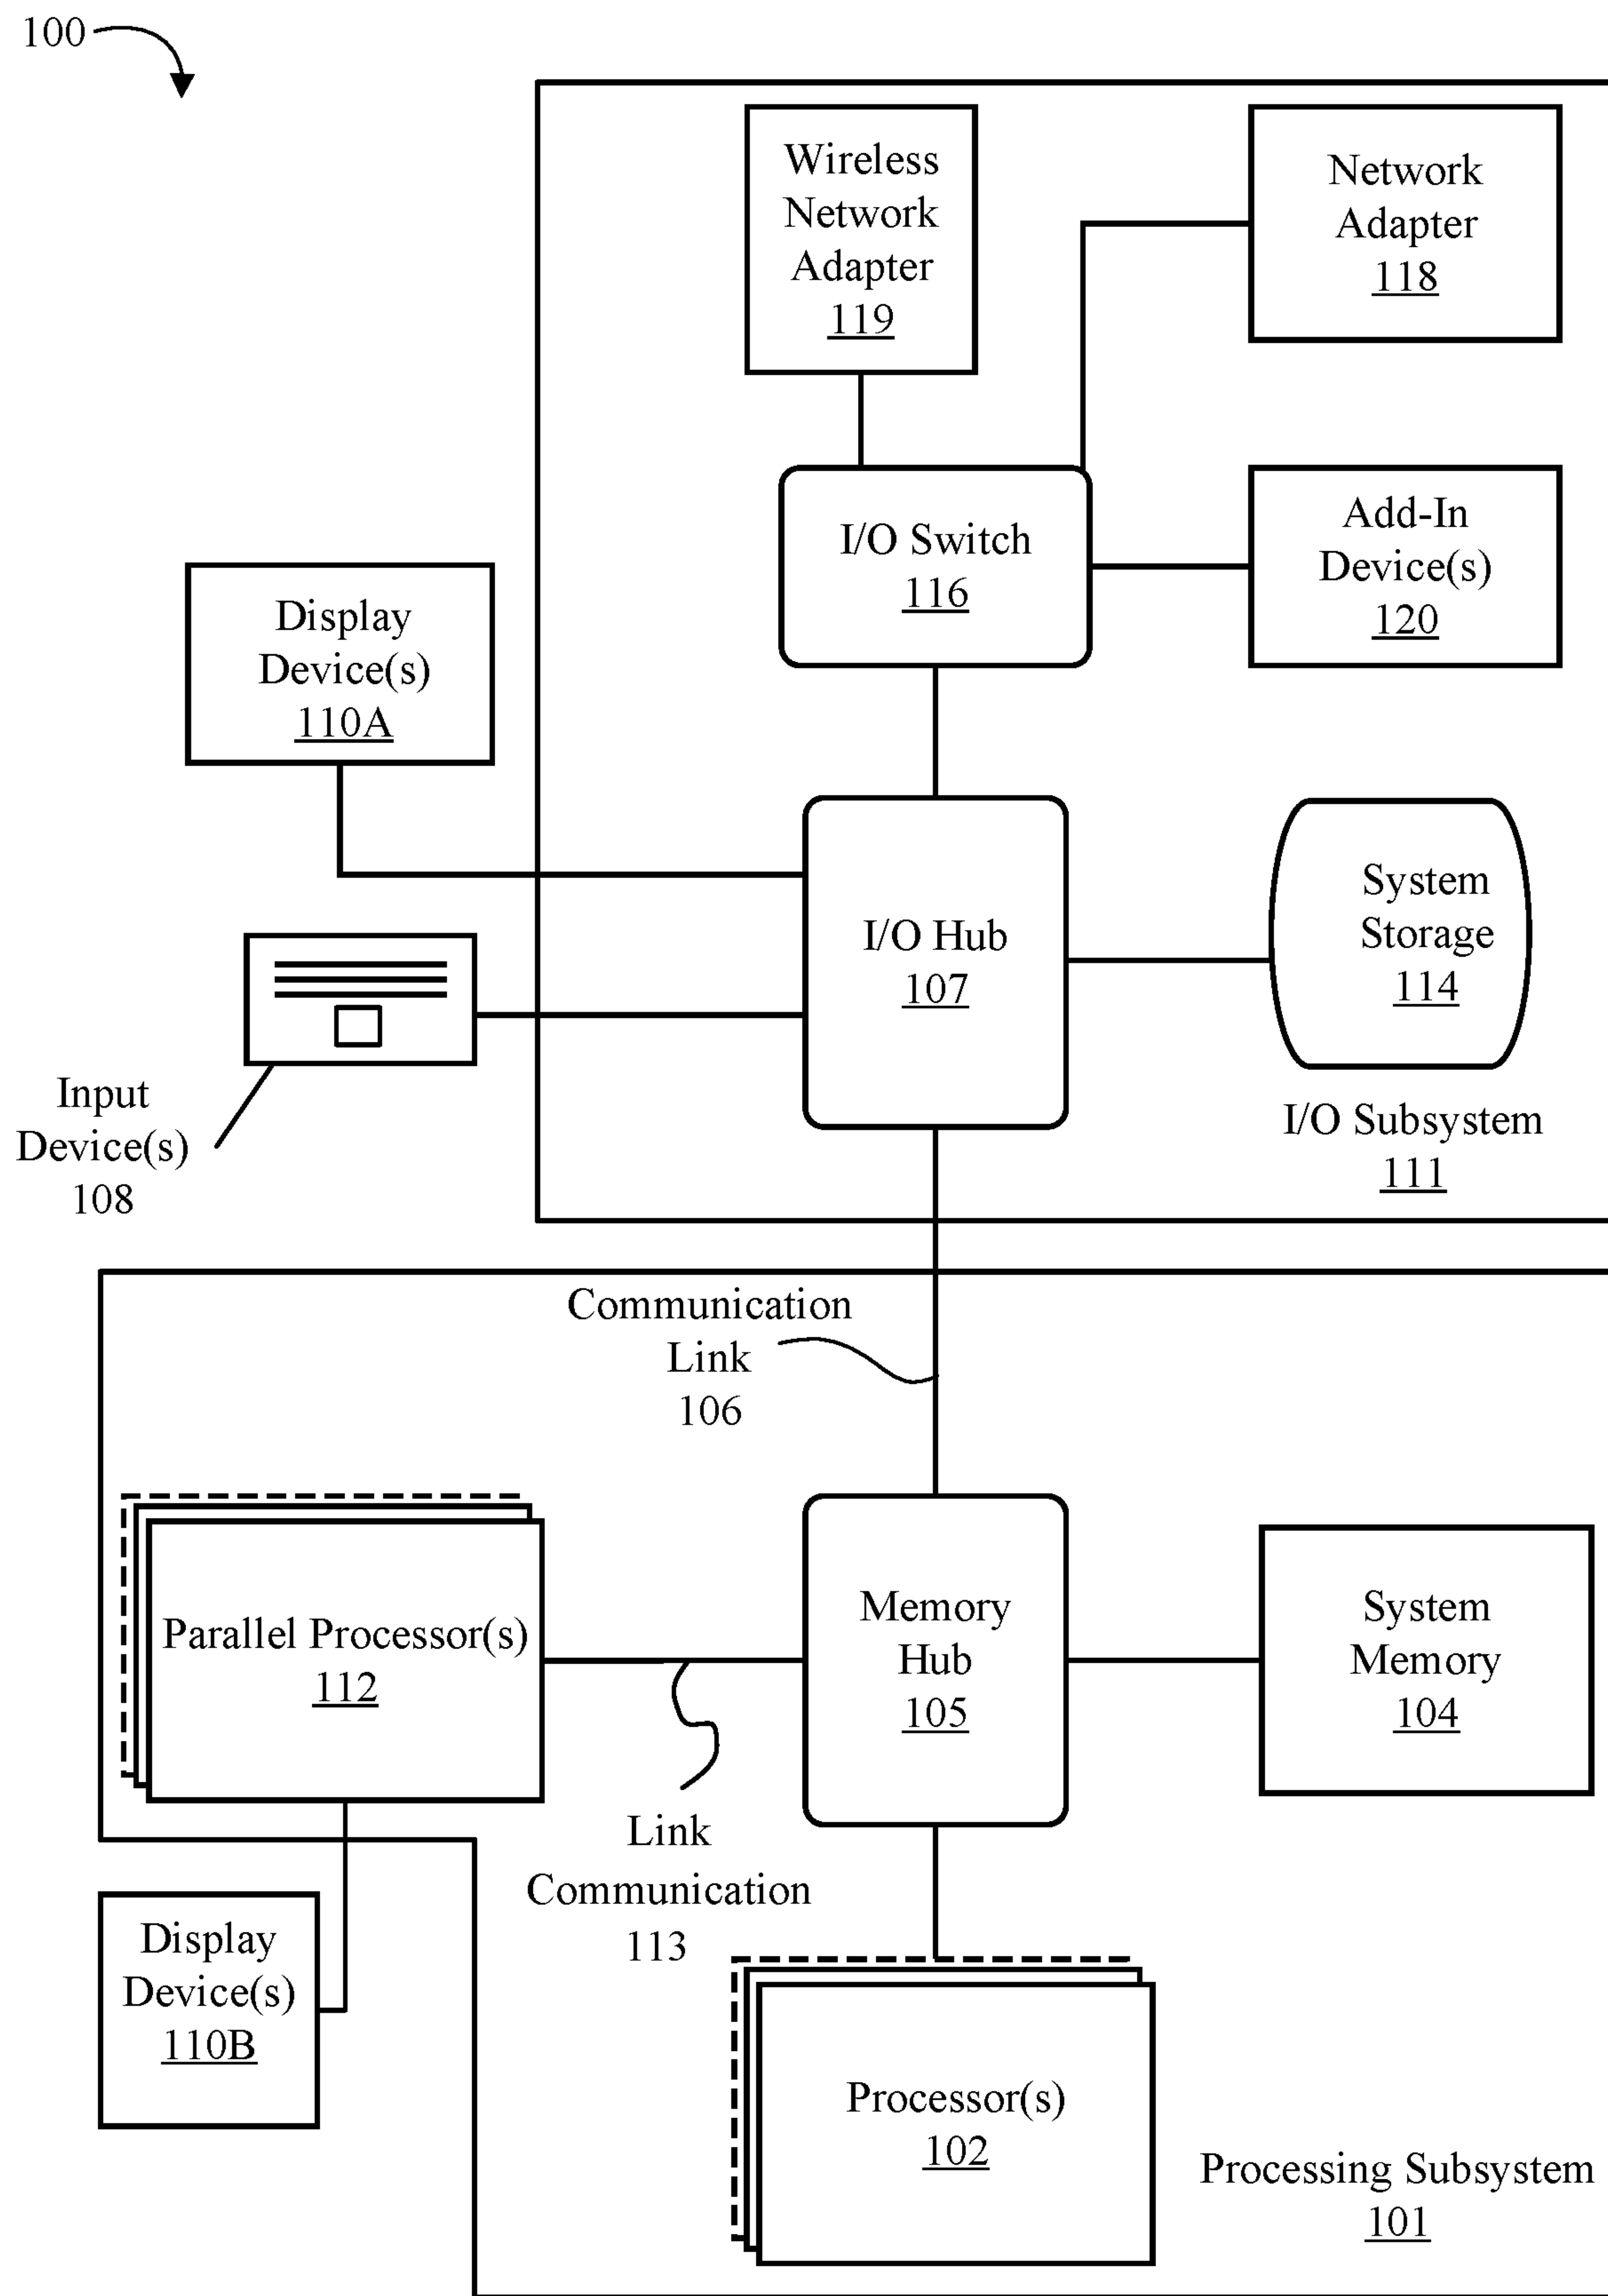 100
Wireless
Network
Adapter
119
Network
Adapter
118
I/O Switch
116
Add-In
Device(s)
120
Display
Device(s)
110A
I/O Hub
107
System
Storage
114
Input
Device(s)
108
I/O Subsystem
111
Communication
Link
106
Parallel Processor(s)
112
Memory
Hub
105
System
Memory
104
Link
Communication
113
Display
Device(s)
110B
Processor(s)
102
Processing Subsystem
101